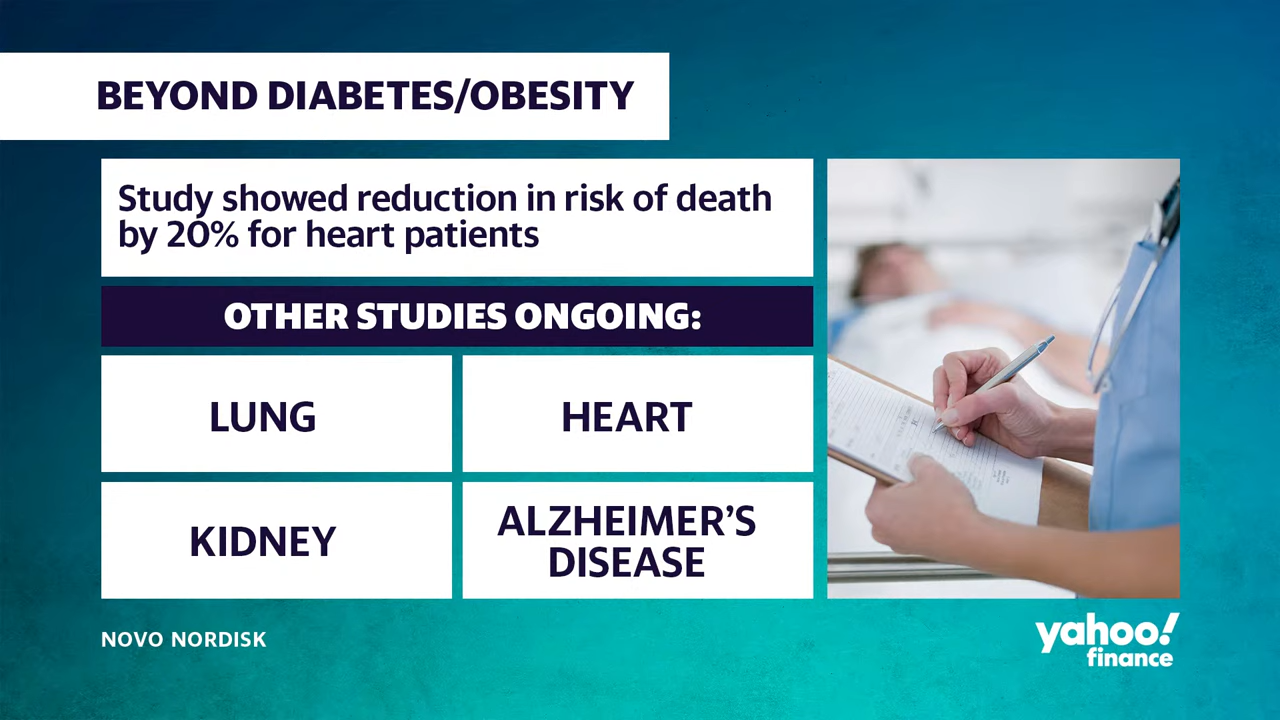 BEYOND DIABETES/OBESITY
Study showed reduction in risk of death
by 20% for heart patients
OTHER STUDIES ONGOING:
LUNG
HEART
KIDNEY
ALZHEIMER’S
DISEASE
NOVO NORDISK
yahoo!
finance